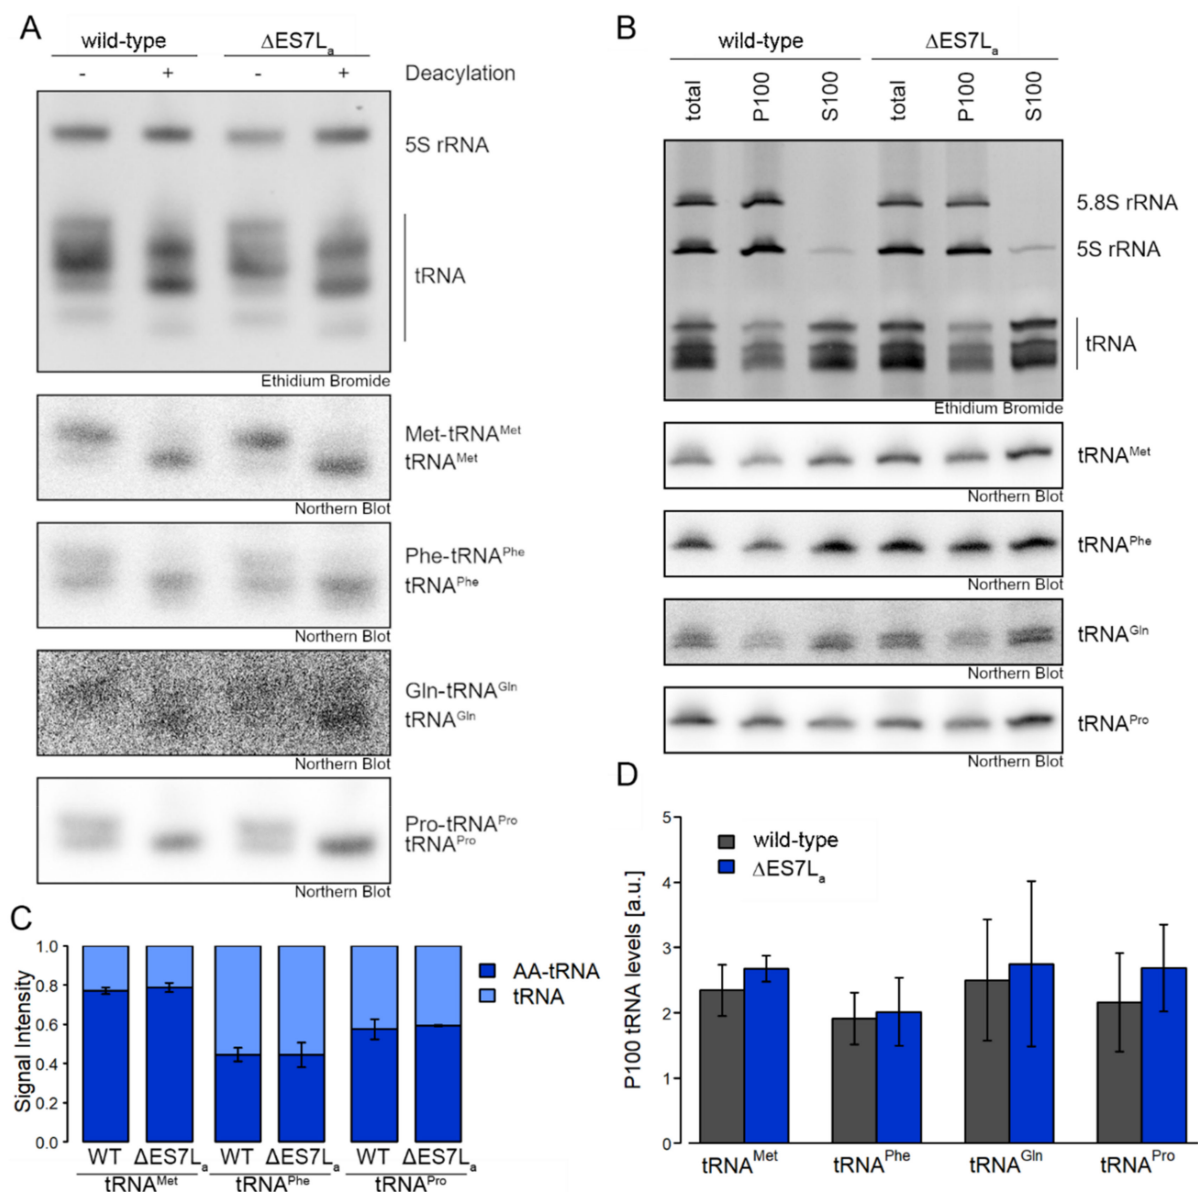 A
wild-type ΔES7La
- + - + Deacylation
5S rRNA
tRNA
Ethidium Bromide
Met-tRNAMet
tRNAMet
Northern Blot
Phe-tRNAPhe
tRNAPhe
Northern Blot
Gln-tRNAGln
tRNAGln
Northern Blot
Pro-tRNAPro
tRNAPro
Northern Blot
B
wild-type ΔES7La
total P100 S100 total P100 S100
5.8S rRNA
5S rRNA
tRNA
Ethidium Bromide
tRNAMet
Northern Blot
tRNAPhe
Northern Blot
tRNAGln
Northern Blot
tRNAPro
Northern Blot
C
Signal Intensity
1.0
0.8
0.6
0.4
0.2
0.0
AA-tRNA
tRNA
WT ΔES7La WT ΔES7La WT ΔES7La
tRNAMet tRNAPhe tRNAPro
D
P100 tRNA levels [a.u.]
5
4
3
2
1
0
wild-type
ΔES7La
tRNAMet tRNAPhe tRNAGln tRNAPro